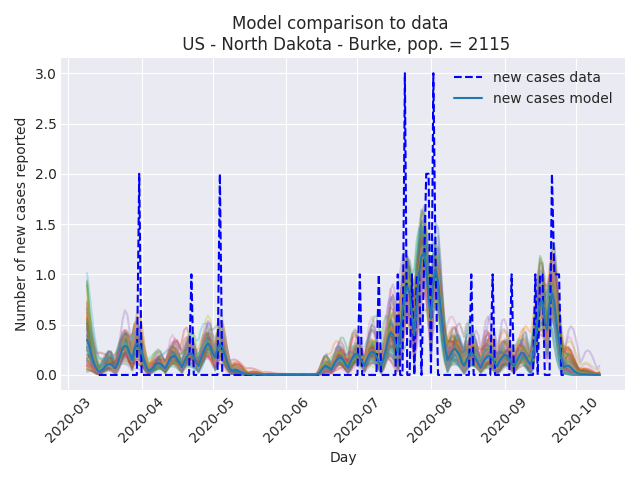 Model comparison to data
US - North Dakota - Burke, pop. = 2115
new cases data
new cases model
Number of new cases reported
3.0
2.5
2.0
1.5
1.0
0.5
0.0
2020-03
2020-04
2020-05
2020-06
2020-07
2020-08
2020-09
2020-10
Day